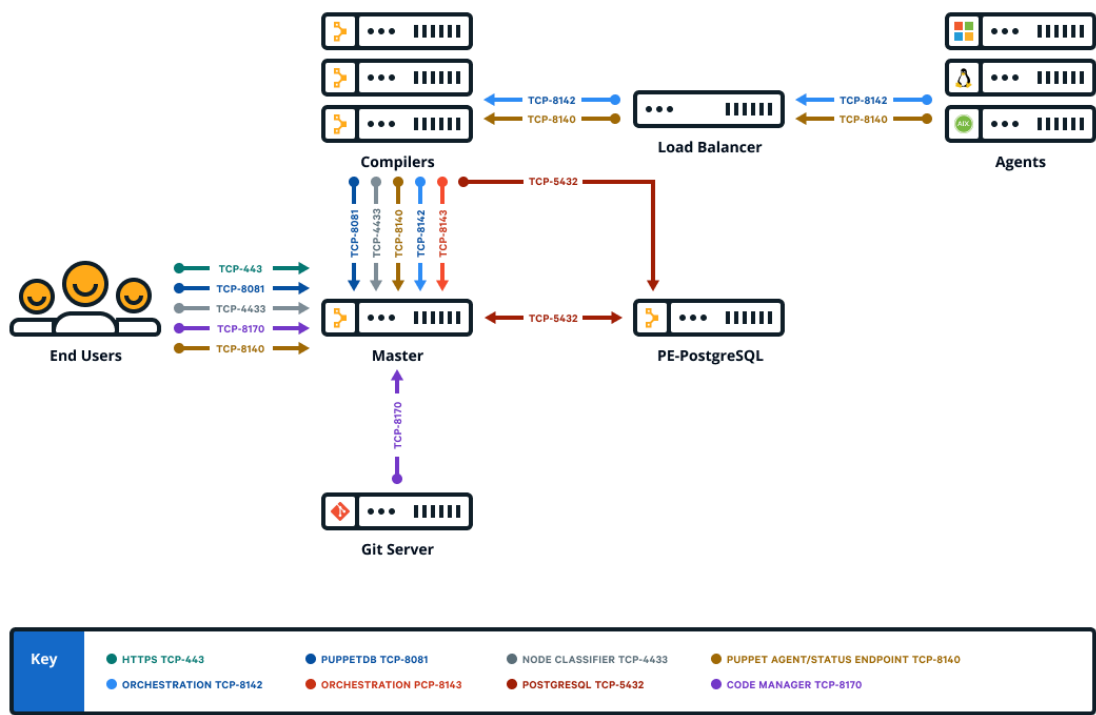 TCP-8142
TCP-8140
TCP-8142
TCP-8140
AIX
Compilers
Load Balancer
Agents
TCP-5432
TCP-8081
TCP-4433
TCP-8140
TCP-8142
TCP-8143
TCP-443
TCP-8081
TCP-4433
TCP-8170
TCP-8140
TCP-5432
End Users
Master
PE-PostgreSQL
TCP-8170
Git Server
Key
HTTPS TCP-443
PUPPETDB TCP-8081
NODE CLASSIFIER TCP-4433
PUPPET AGENT/STATUS ENDPOINT TCP-8140
ORCHESTRATION TCP-8142
ORCHESTRATION PCP-8143
POSTGRESQL TCP-5432
CODE MANAGER TCP-8170